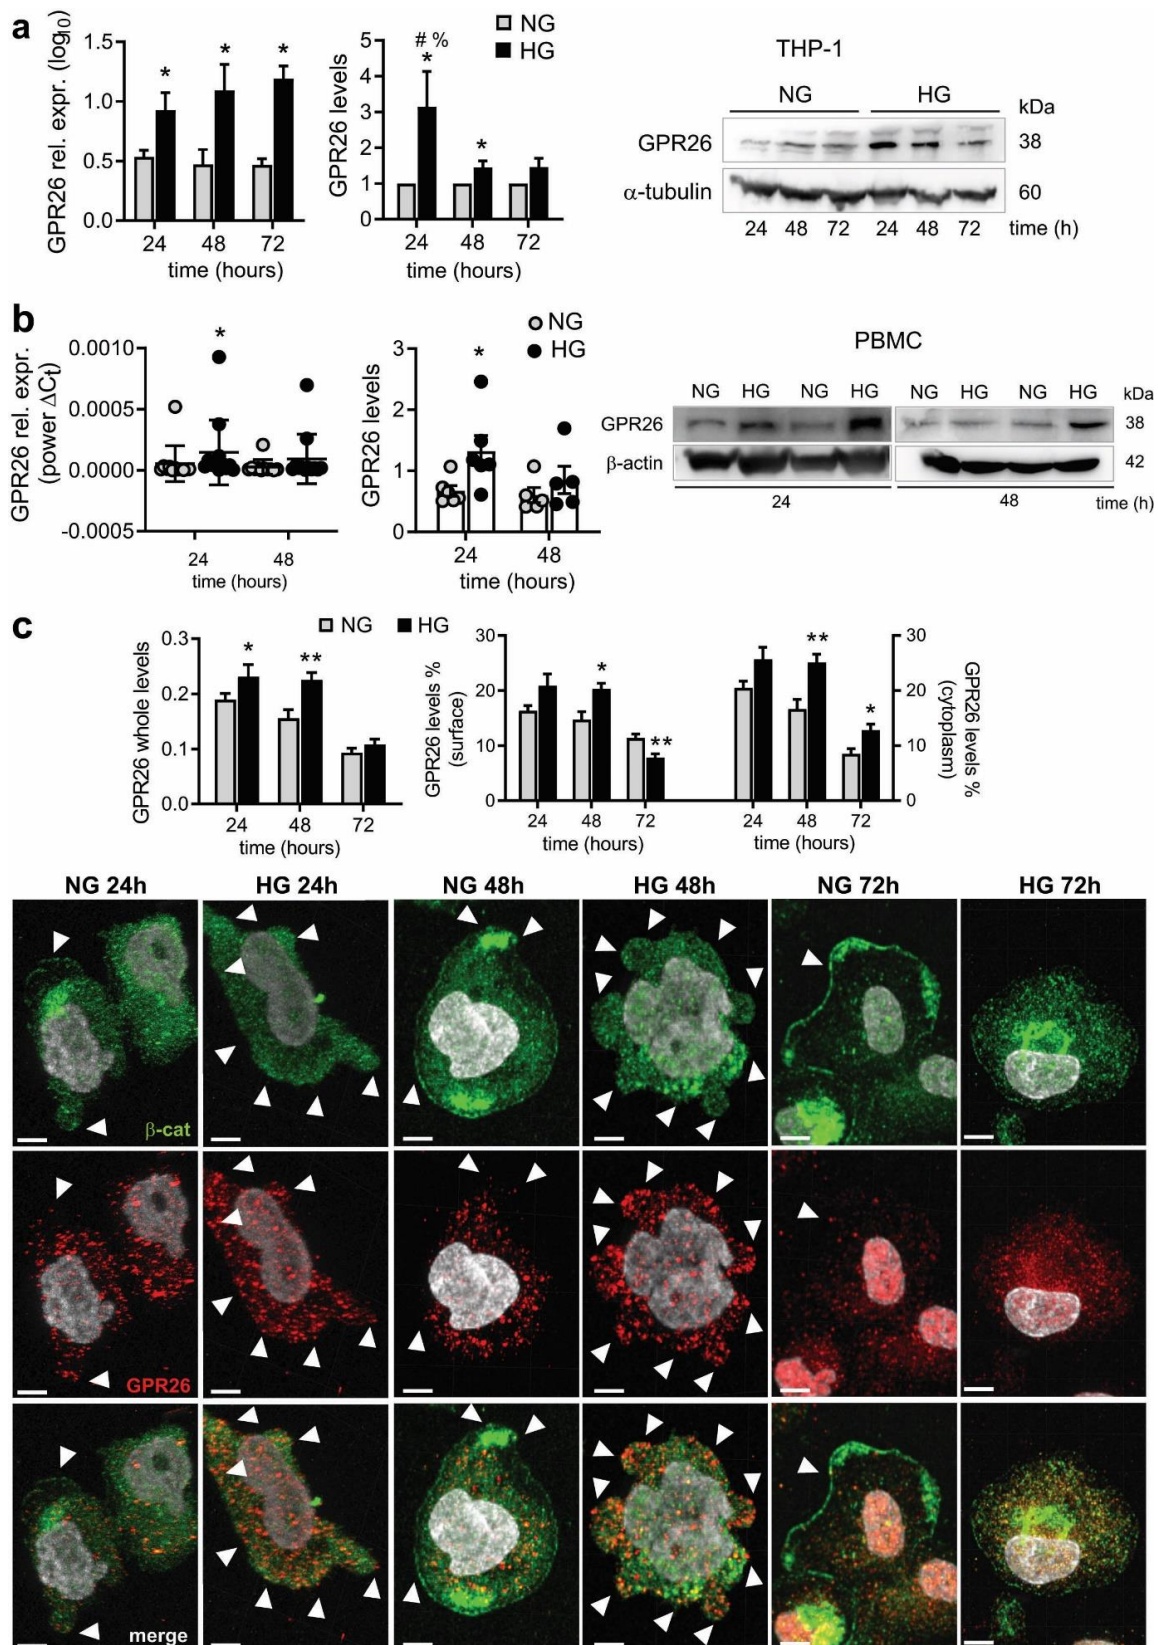 a
GPR26 rel. expr. (log10)
1.5
1.0
0.5
0.0
*
*
*
24
48
72
time (hours)
GPR26 levels
5
4
3
2
1
0
# %
*
*
24
48
72
time (hours)
NG
HG
THP-1
NG
HG
kDa
GPR26
38
α-tubulin
60
24 48 72 24 48 72 time (h)
b
GPR26 rel. expr.
(power ΔCt)
0.0010
0.0005
0.0000
-0.0005
*
24
48
time (hours)
GPR26 levels
3
2
1
0
*
24
48
time (hours)
NG
HG
PBMC
NG HG NG HG NG HG NG HG kDa
GPR26
38
β-actin
42
24
48
time (h)
c
NG
HG
GPR26 whole levels
0.3
0.2
0.1
0.0
*
**
24
48
72
time (hours)
GPR26 levels %
(surface)
30
20
10
0
*
**
24
48
72
time (hours)
**
*
24
48
72
time (hours)
30
20
10
0
GPR26 levels %
(cytoplasm)
NG 24h
HG 24h
NG 48h
HG 48h
NG 72h
HG 72h
β-cat
GPR26
merge